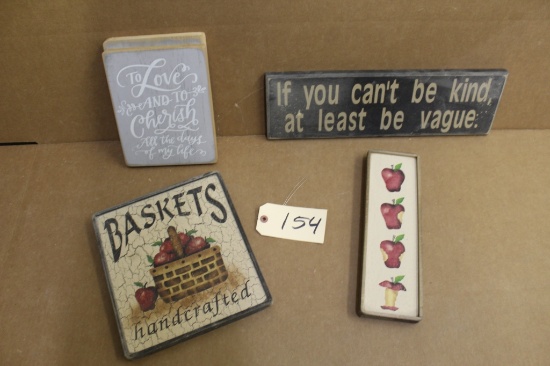 To Love
AND TO
Cherish
All the days
of my life
If you can't be kind,
at least be vague.
BASKETS
handcrafted
154